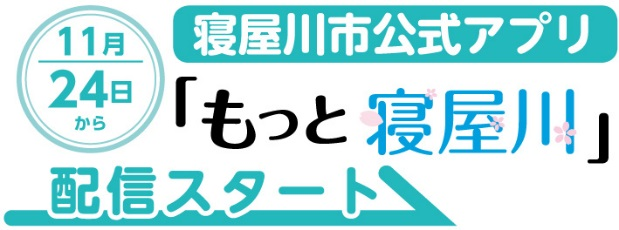 11月
24日
から
寝屋川市公式アプリ
「もっと寝屋川」
配信スタート